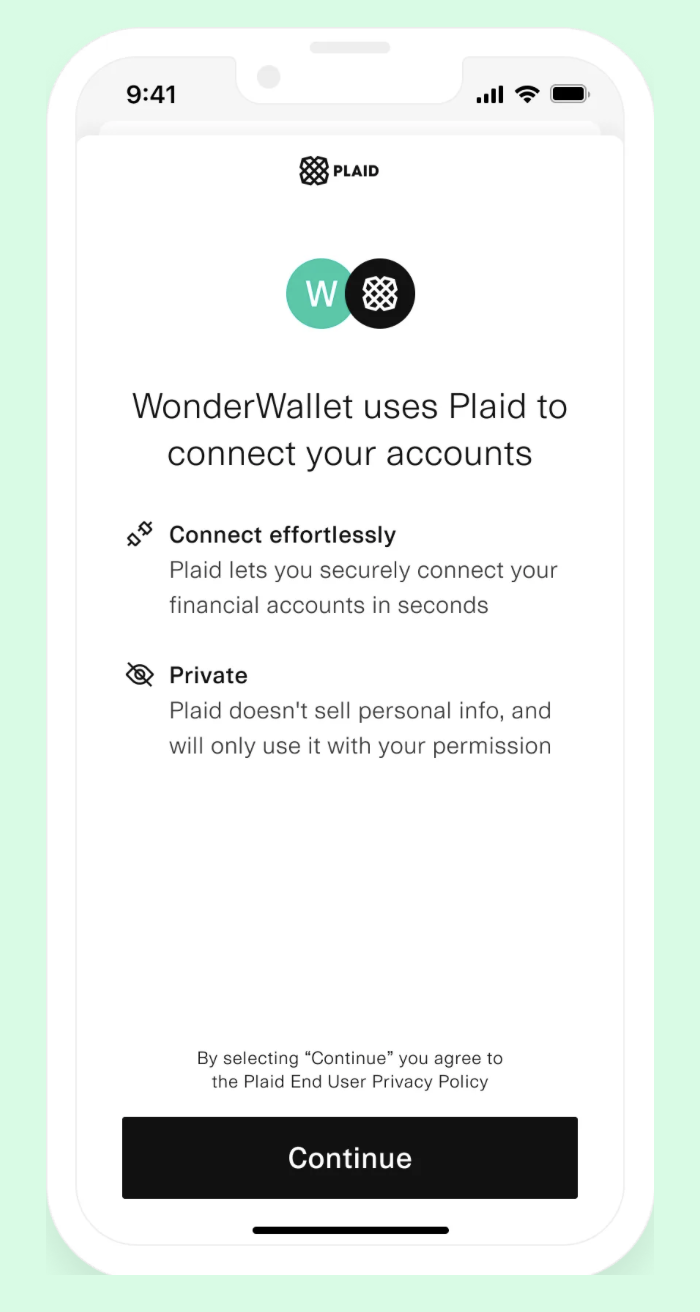 9:41
PLAID
W
WonderWallet uses Plaid to
connect your accounts
Connect effortlessly
Plaid lets you securely connect your
financial accounts in seconds
Private
Plaid doesn't sell personal info, and
will only use it with your permission
By selecting “Continue” you agree to
the Plaid End User Privacy Policy
Continue